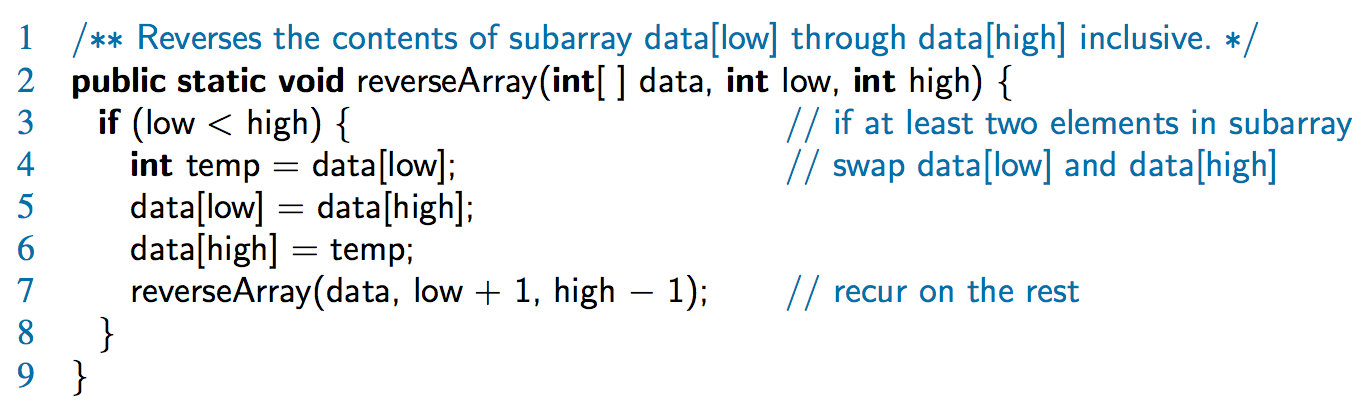 1 /** Reverses the contents of subarray data[low] through data[high] inclusive. */
2 public static void reverseArray(int[ ] data, int low, int high) {
3 if (low < high) { // if at least two elements in subarray
4 int temp = data[low]; // swap data[low] and data[high]
5 data[low] = data[high];
6 data[high] = temp;
7 reverseArray(data, low + 1, high − 1); // recur on the rest
8 }
9 }